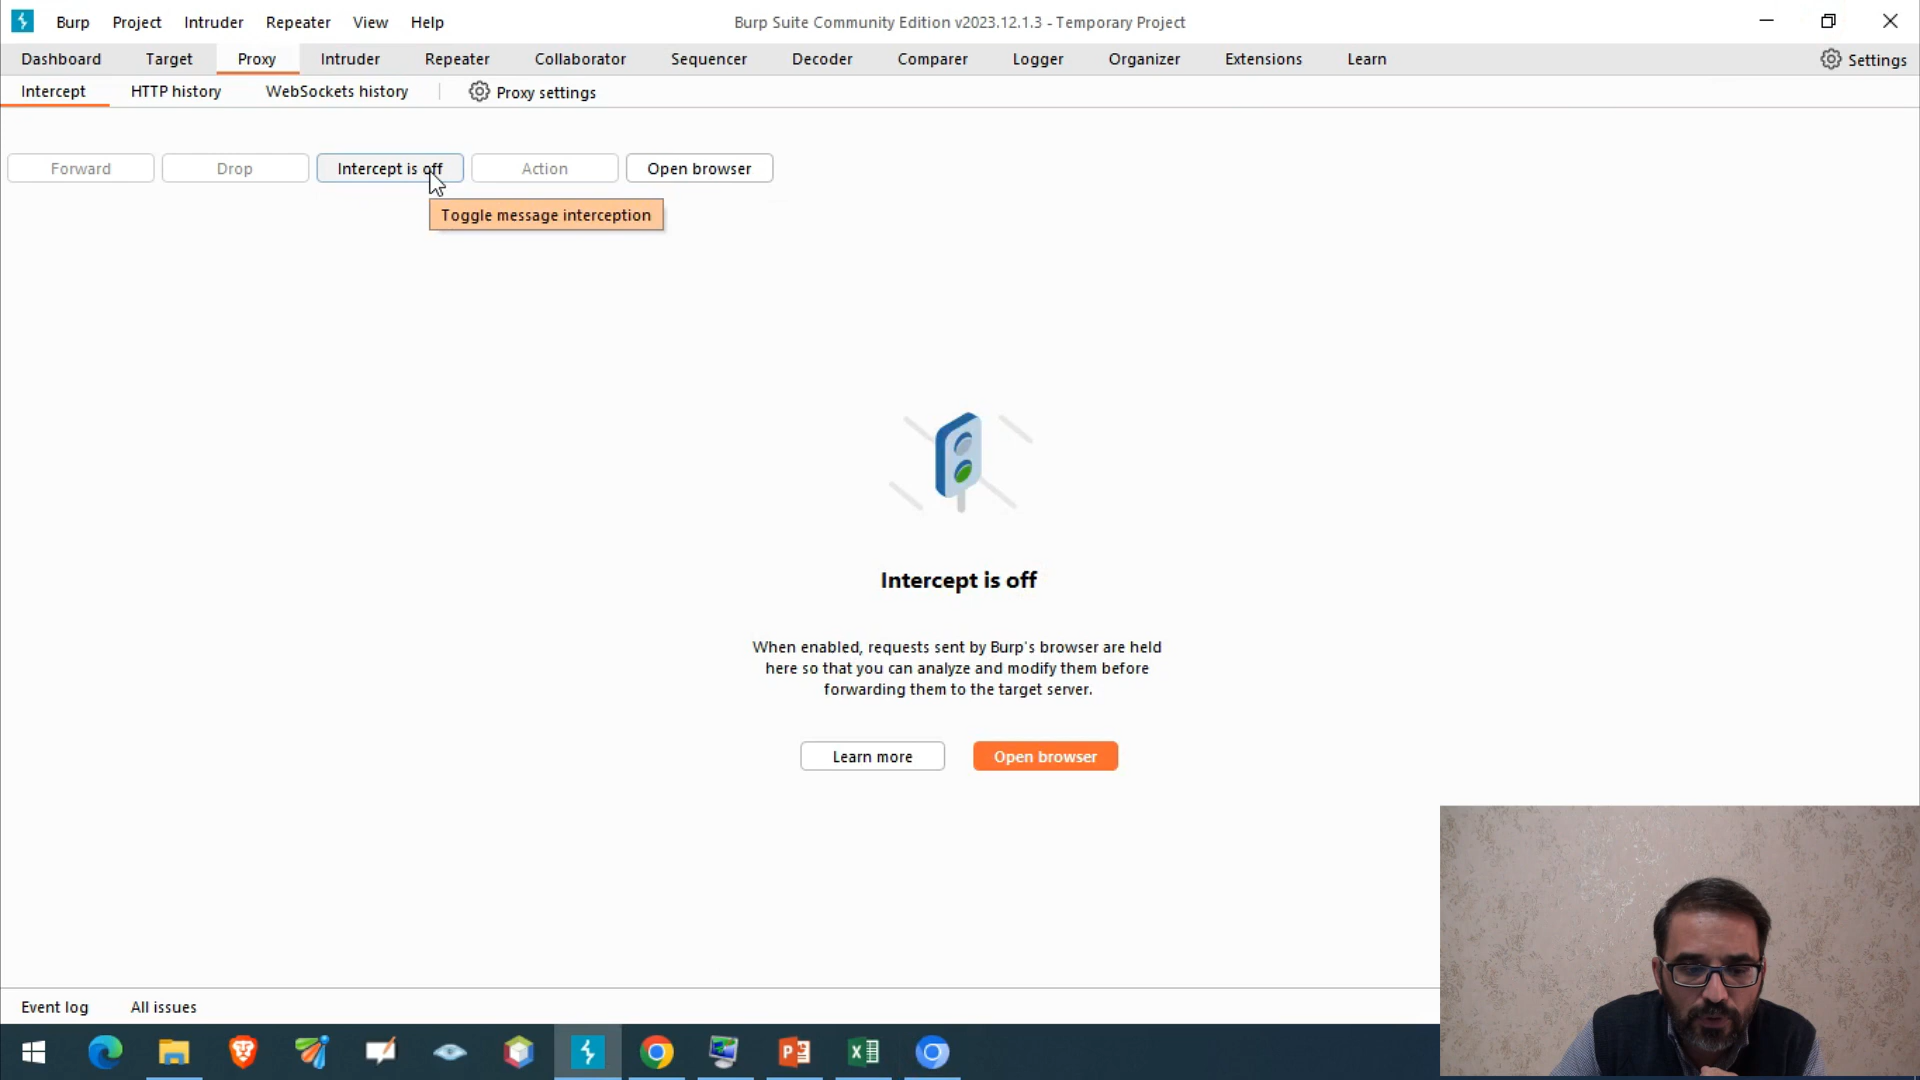 Burp Project Intruder Repeater View Help Burp Suite Community Edition v2023.12.1.3 - Temporary Project
Dashboard Target Proxy Intruder Repeater Collaborator Sequencer Decoder Comparer Logger Organizer Extensions Learn Settings
Intercept HTTP history WebSockets history Proxy settings
Forward Drop Intercept is off Action Open browser
Toggle message interception
Intercept is off
When enabled, requests sent by Burp's browser are held
here so that you can analyze and modify them before
forwarding them to the target server.
Learn more Open browser
Event log All issues